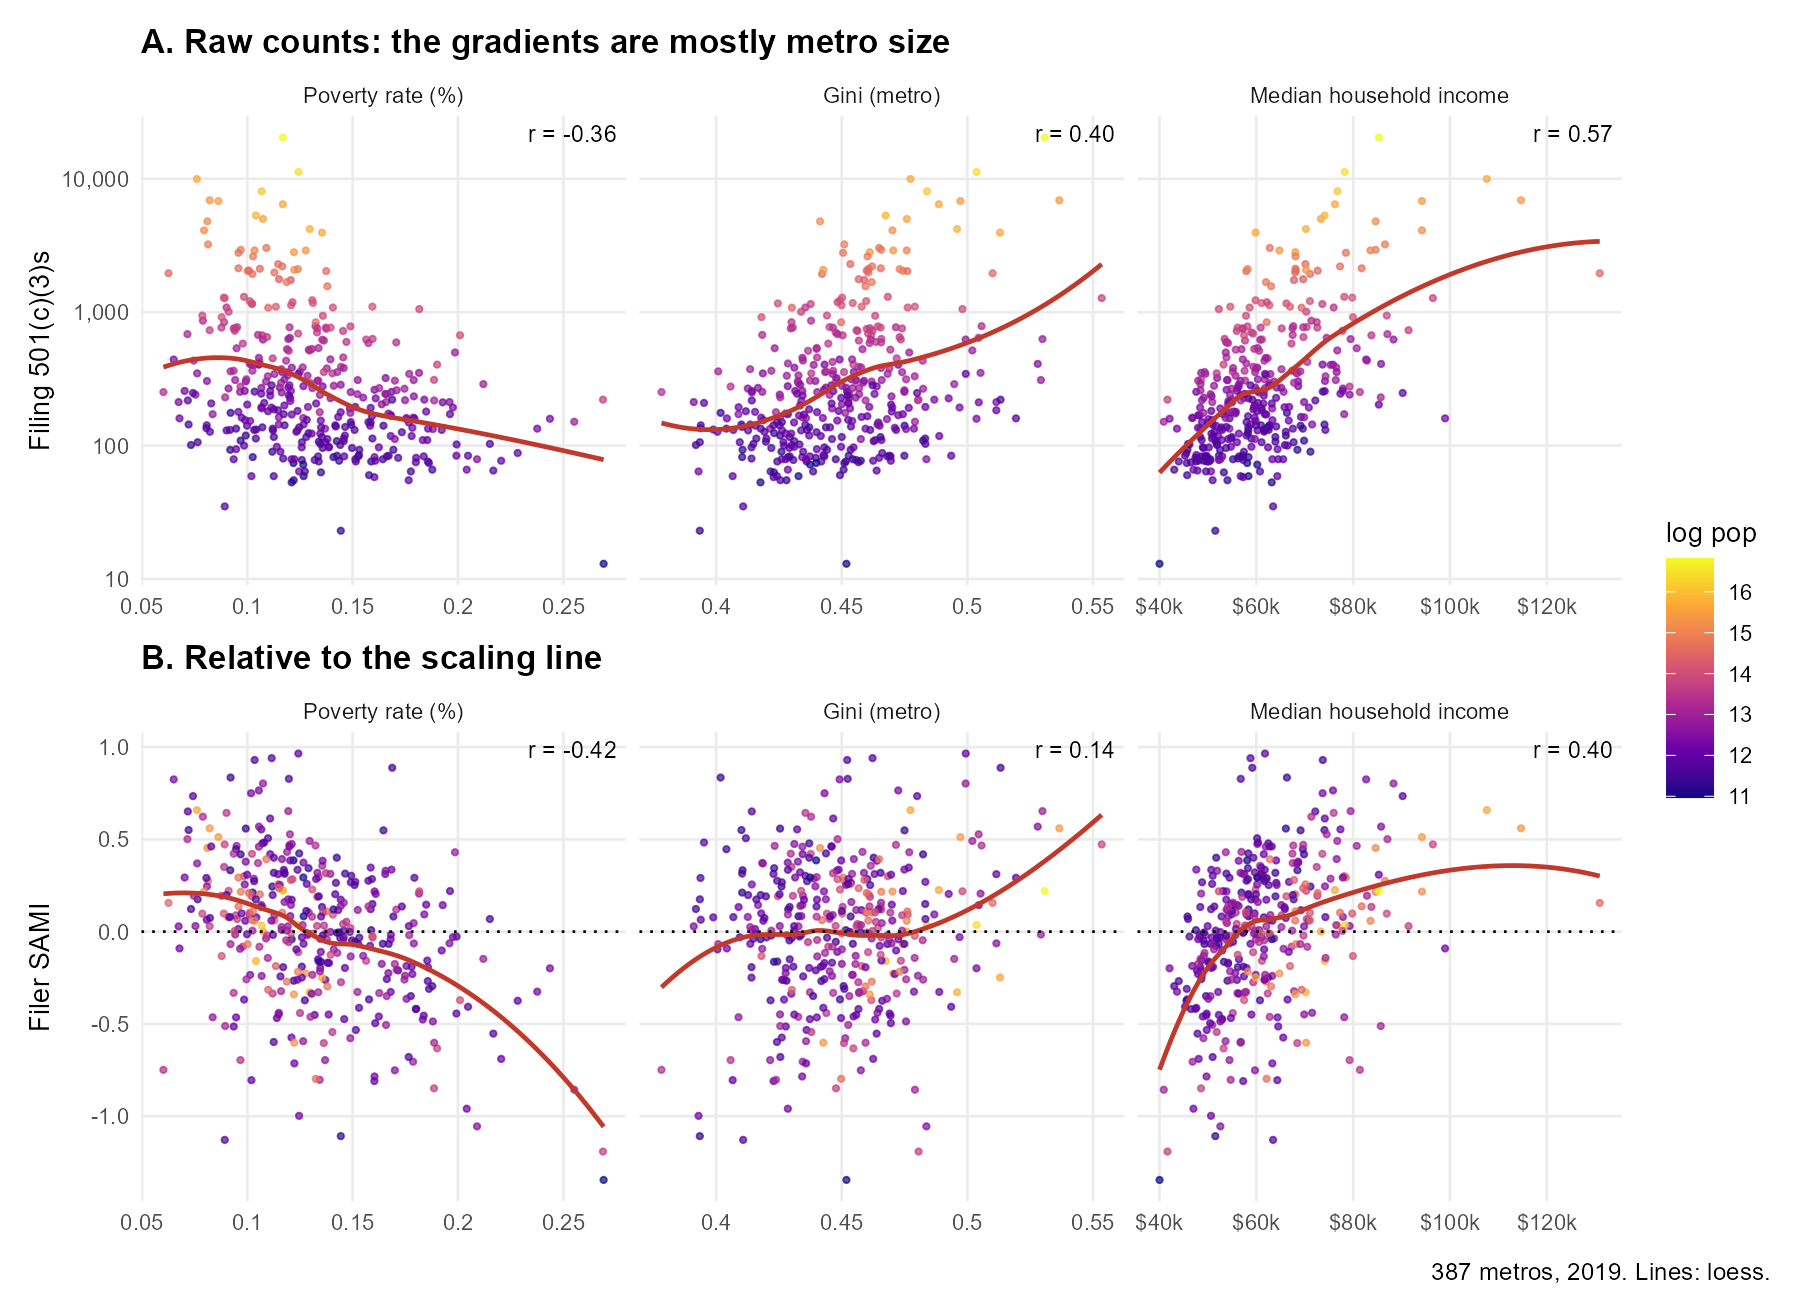 A. Raw counts: the gradients are mostly metro size
Poverty rate (%)
Gini (metro)
Median household income
r = -0.36
r = 0.40
r = 0.57
Filing 501(c)(3)s
10,000
1,000
100
10
0.05
0.1
0.15
0.2
0.25
0.4
0.45
0.5
0.55
$40k
$60k
$80k
$100k
$120k
B. Relative to the scaling line
Poverty rate (%)
Gini (metro)
Median household income
r = -0.42
r = 0.14
r = 0.40
Filer SAMI
1.0
0.5
0.0
-0.5
-1.0
0.05
0.1
0.15
0.2
0.25
0.4
0.45
0.5
0.55
$40k
$60k
$80k
$100k
$120k
log pop
16
15
14
13
12
11
387 metros, 2019. Lines: loess.